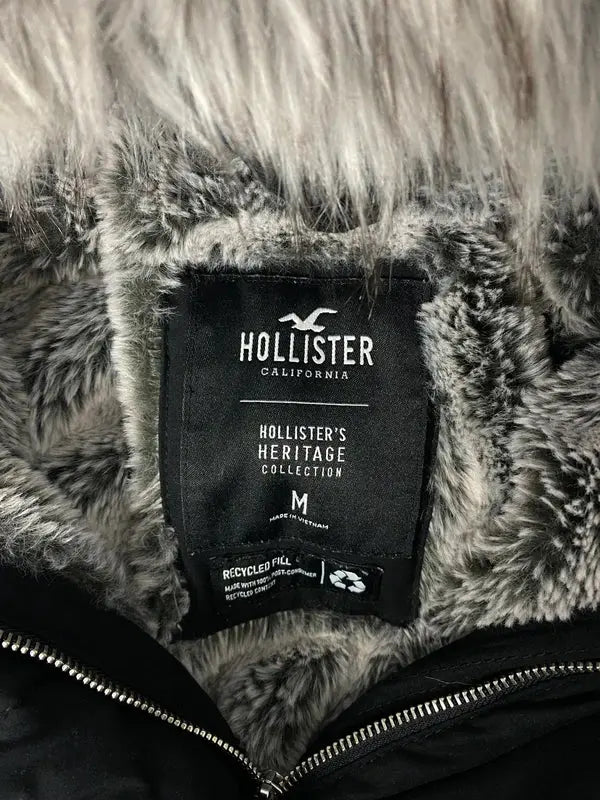 HOLLISTER
CALIFORNIA
HOLLISTER'S
HERITAGE
COLLECTION
M
MADE IN VIETNAM
RECYCLED FILL
MADE WITH 100% POST-CONSUMER
RECYCLED CONTENT